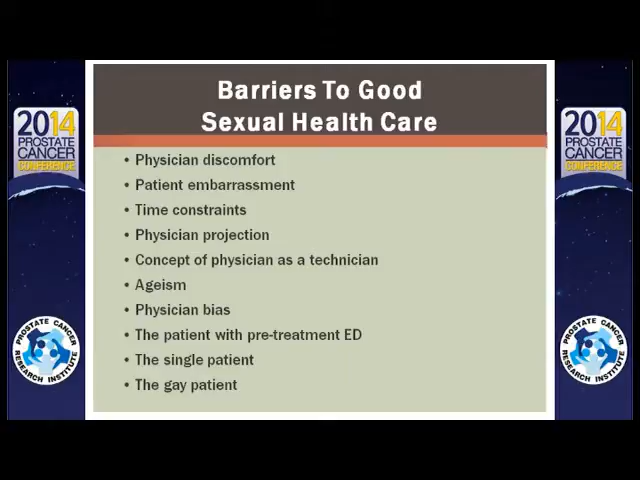 Barriers To Good
Sexual Health Care
2014
PROSTATE
CANCER
CONFERENCE
2014
PROSTATE
CANCER
CONFERENCE
• Physician discomfort
• Patient embarrassment
• Time constraints
• Physician projection
• Concept of physician as a technician
• Ageism
• Physician bias
• The patient with pre-treatment ED
• The single patient
• The gay patient
PROSTATE CANCER
RESEARCH INSTITUTE
PROSTATE CANCER
RESEARCH INSTITUTE